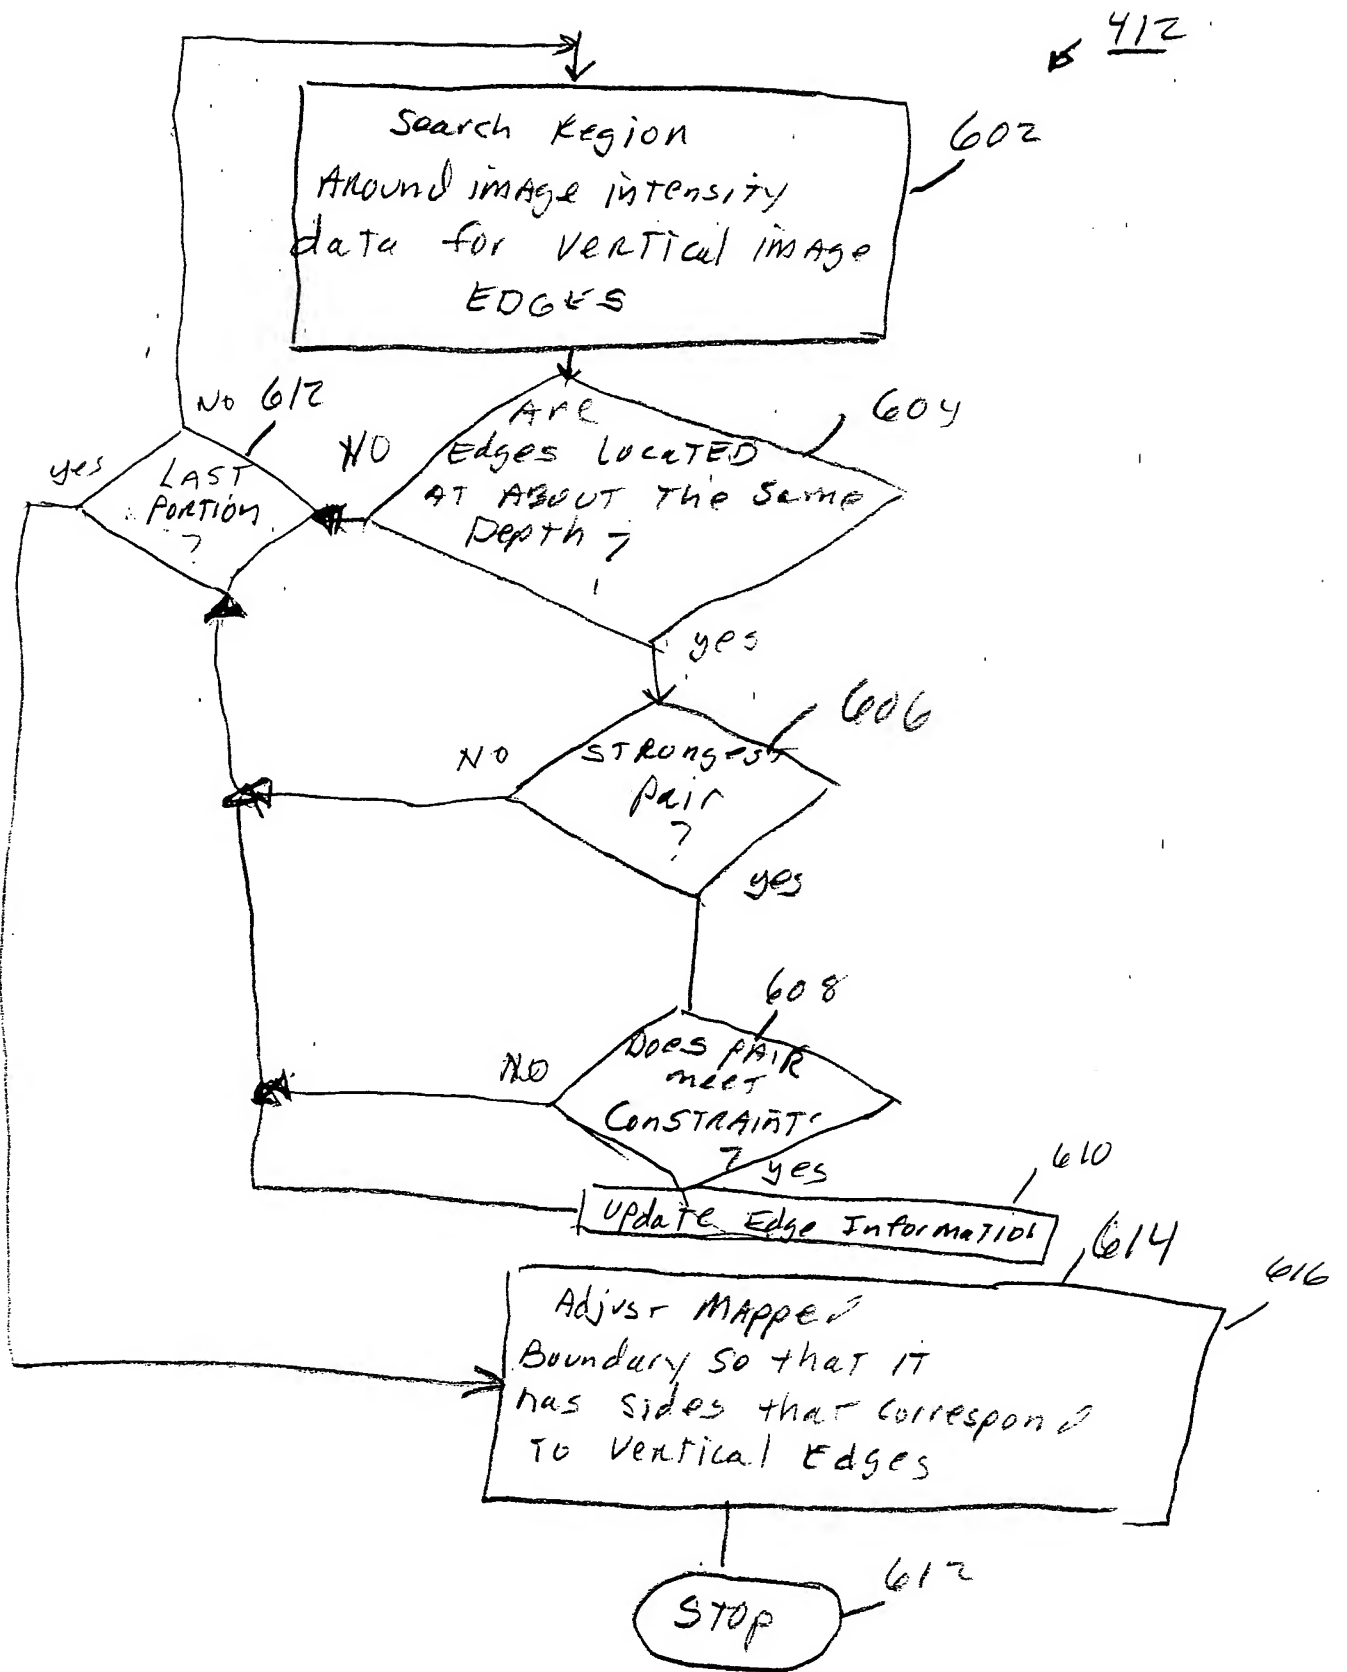 412
Search Region
Around image intensity
data for vertical image
EDGES
602
No 612
yes
LAST
PORTION
?
NO
Are
Edges Located
AT ABOUT The Same
Depth ?
604
yes
606
NO
STRongest
Pair
?
yes
608
NO
Does PAIR
meet
ConSTRAINTS
? yes
610
Update Edge Information
614
616
Adjust Mapped
Boundary so that IT
has sides that correspond
To Vertical Edges
STOP
612